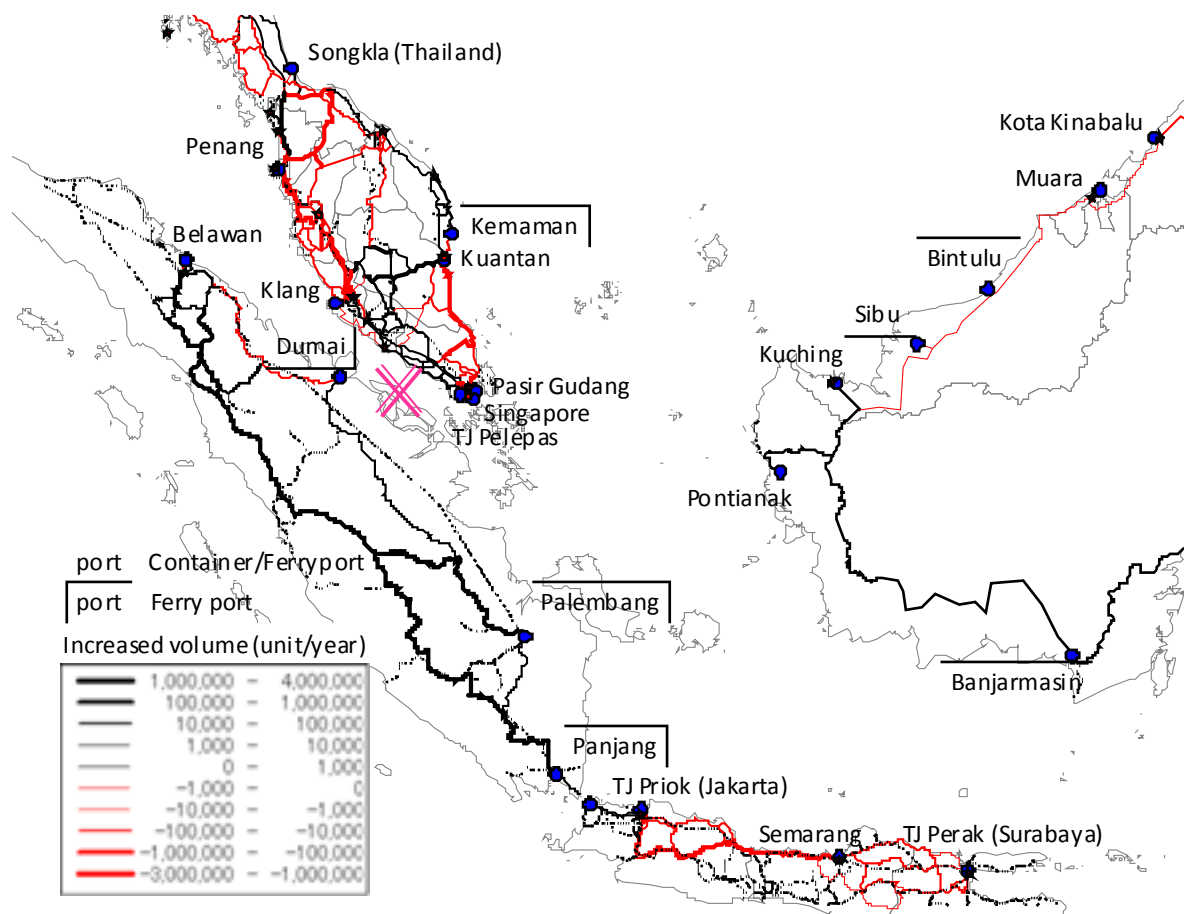 Songkla (Thailand)
Kota Kinabalu
Penang
Muara
Kemaman
Belawan
Bintulu
Kuantan
Klang
Sibu
Dumai
Kuching
Pasir Gudang
Singapore
TJ Pelepas
Pontianak
port Container/Ferryport
port Ferry port
Palembang
Increased volume (unit/year)
1,000,000 - 4,000,000
100,000 - 1,000,000
10,000 - 100,000
1,000 - 10,000
0 - 1,000
-1,000 - 0
-10,000 - -1,000
-100,000 - -10,000
-1,000,000 - -100,000
-3,000,000 - -1,000,000
Banjarmasin
Panjang
TJ Priok (Jakarta)
Semarang
TJ Perak (Surabaya)